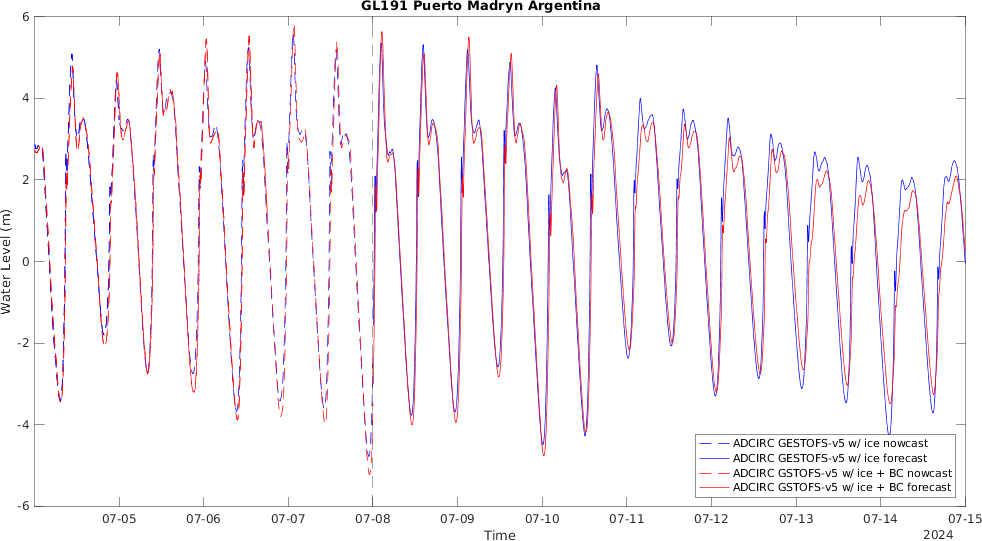 GL191 Puerto Madryn Argentina
6
4
2
0
-2
-4
-6
Water Level (m)
ADCIRC GESTOFS-v5 w/ ice nowcast
ADCIRC GESTOFS-v5 w/ ice forecast
ADCIRC GSTOFS-v5 w/ ice + BC nowcast
ADCIRC GSTOFS-v5 w/ ice + BC forecast
07-05 07-06 07-07 07-08 07-09 07-10 07-11 07-12 07-13 07-14 07-15
Time
2024